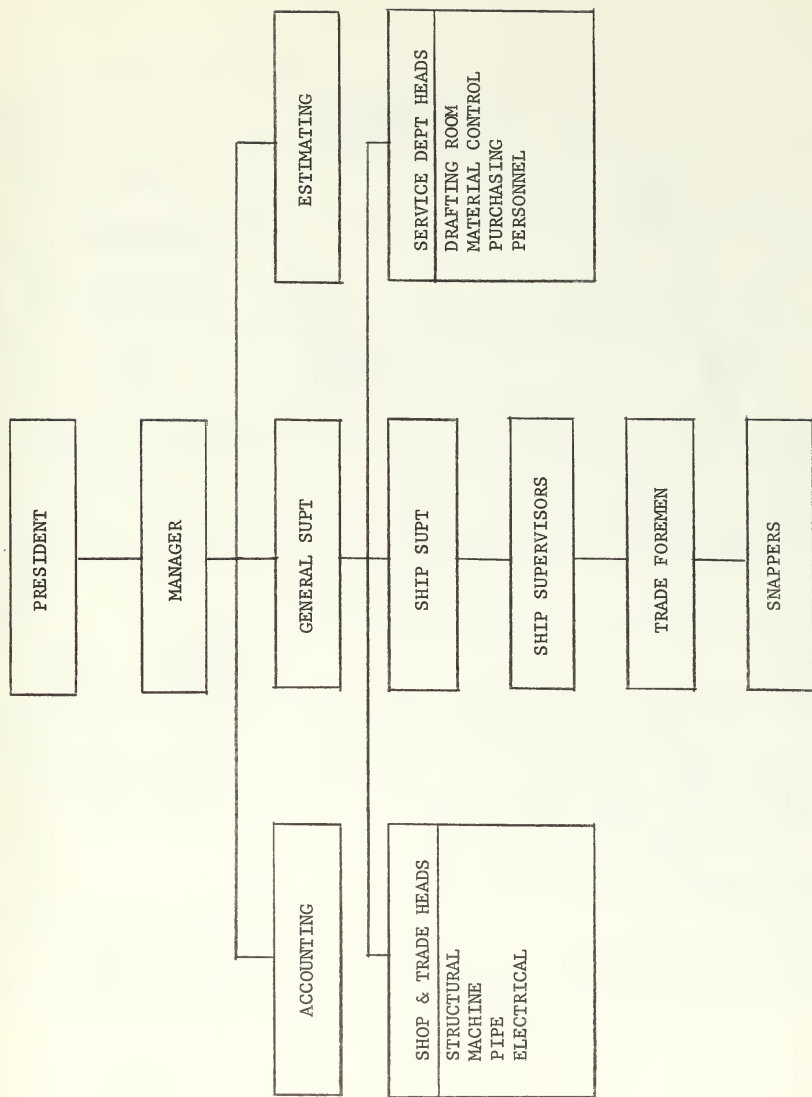 PRESIDENT
MANAGER
ACCOUNTING
GENERAL SUPT
ESTIMATING
SHOP & TRADE HEADS
STRUCTURAL
MACHINE
PIPE
ELECTRICAL
SHIP SUPT
SERVICE DEPT HEADS
DRAFTING ROOM
MATERIAL CONTROL
PURCHASING
PERSONNEL
SHIP SUPERVISORS
TRADE FOREMEN
SNAPPERS